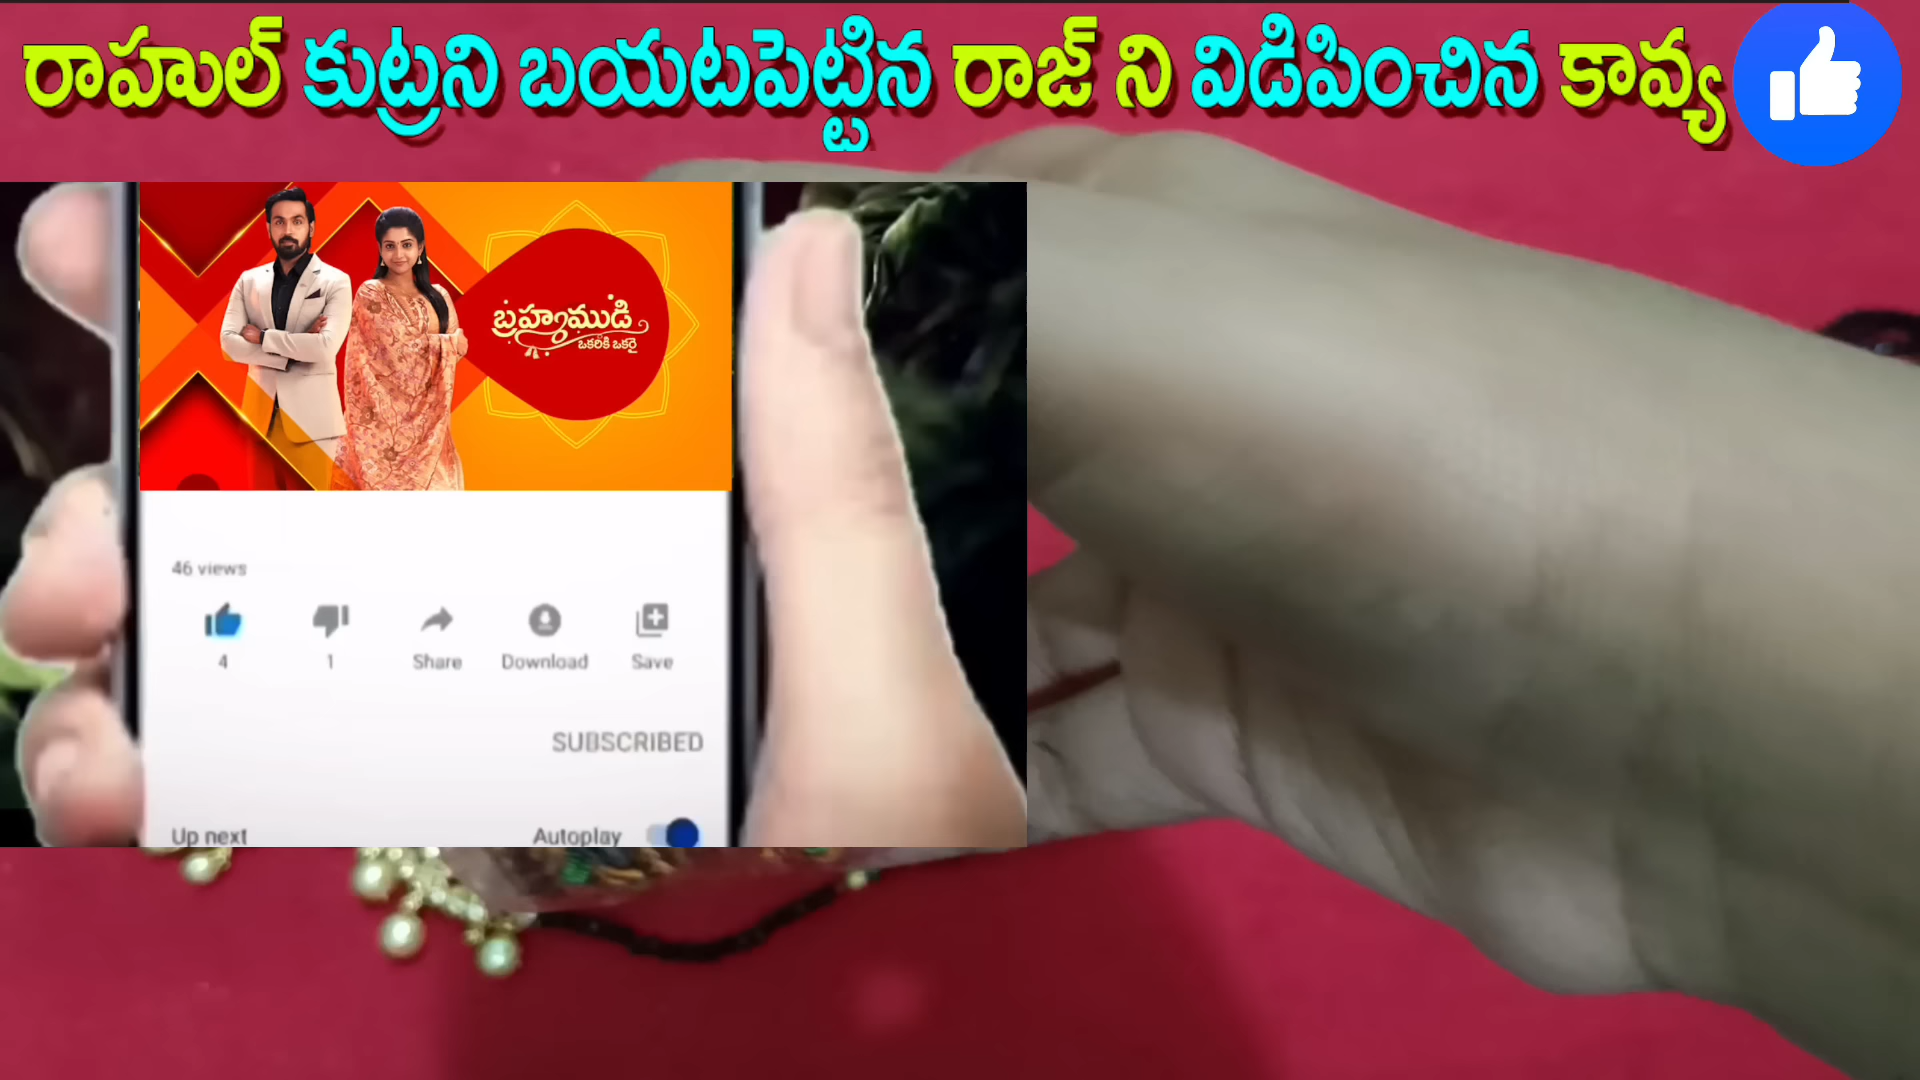 రాహుల్ కుట్రని బయటపెట్టిన రాజ్ ని విడిపించిన కావ్య
బ్రహ్మముడి
ఒకరికి ఒకరై
46 views
4 1 Share Download Save
SUBSCRIBED
Up next Autoplay